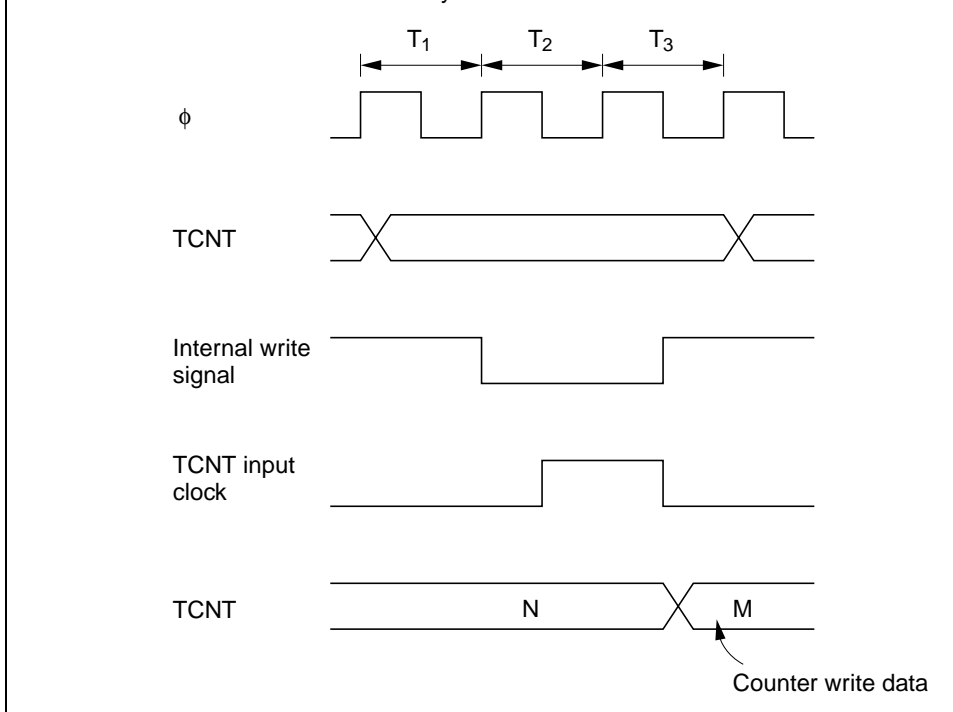 T1 T2 T3
ϕ
TCNT
Internal write
signal
TCNT input
clock
TCNT
N
M
Counter write data